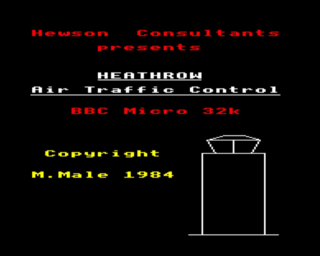 Hewson Consultants
presents
HEATHROW
Air Traffic Control
BBC Micro 32k
Copyright
M.Male 1984